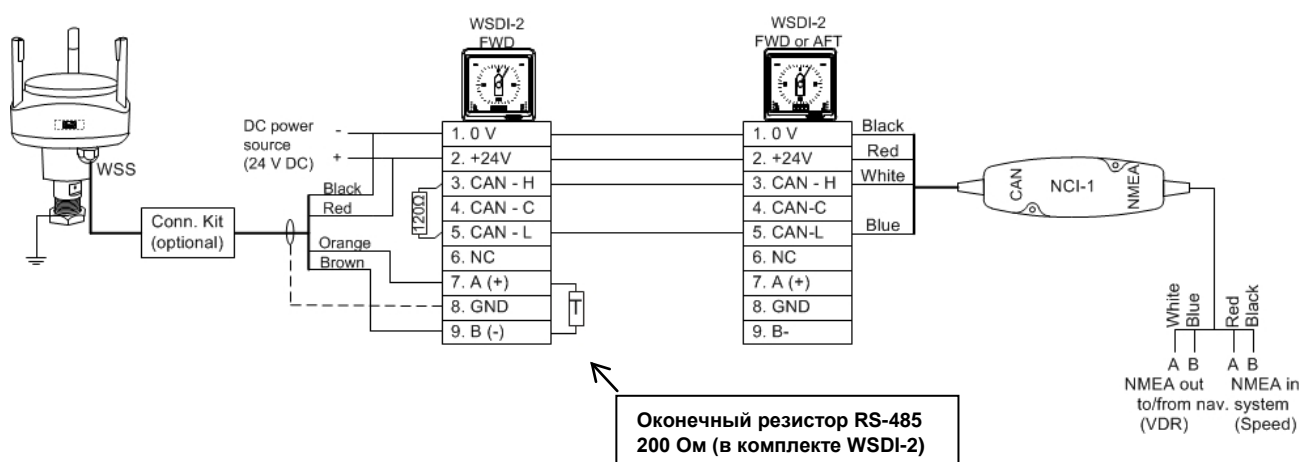 WSDI-2
FWD
WSDI-2
FWD or AFT
WSS
DC power
source
(24 V DC)
-
+
Conn. Kit
(optional)
Black
Red
Orange
Brown
120Ω
1. 0 V
2. +24V
3. CAN - H
4. CAN - C
5. CAN - L
6. NC
7. A (+)
8. GND
9. B (-)
T
1. 0 V
2. +24V
3. CAN - H
4. CAN-C
5. CAN-L
6. NC
7. A (+)
8. GND
9. B-
Black
Red
White
Blue
CAN
NCI-1
NMEA
White
Blue
Red
Black
A B
A B
NMEA out
NMEA in
to/from nav. system
(VDR)
(Speed)
Оконечный резистор RS-485
200 Ом (в комплекте WSDI-2)